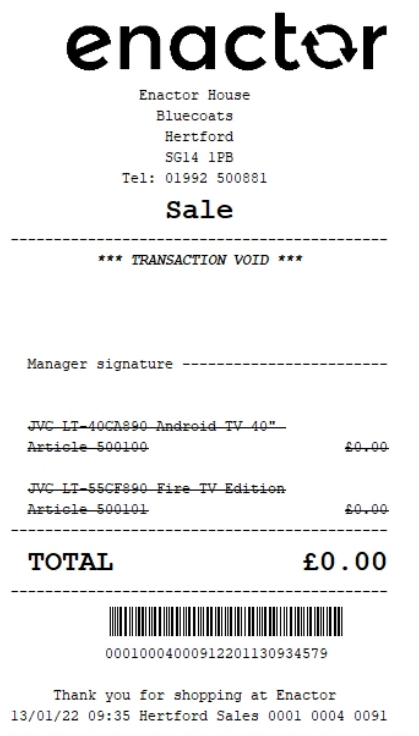 enactor
Enactor House
Bluecoats
Hertford
SG14 1PB
Tel: 01992 500881
Sale
*** TRANSACTION VOID ***
Manager signature ------------------------
JVC LT-40CA890 Android TV 40"
Article 500100 £0.00
JVC LT-55CF890 Fire TV Edition
Article 500101 £0.00
TOTAL £0.00
0001000400091220113093​4579
Thank you for shopping at Enactor
13/01/22 09:35 Hertford Sales 0001 0004 0091